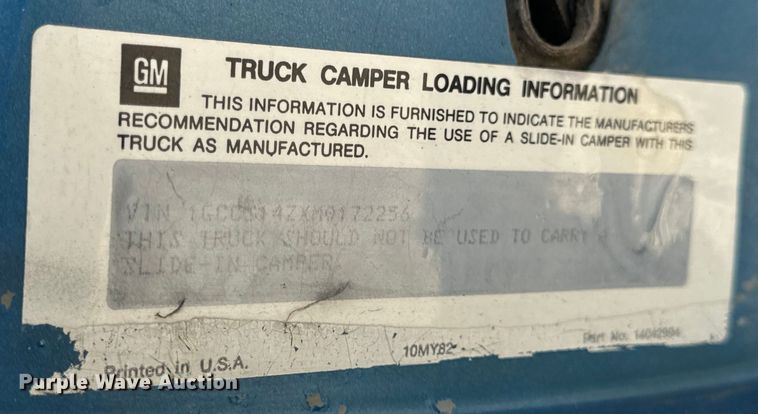 GM
TRUCK CAMPER LOADING INFORMATION
THIS INFORMATION IS FURNISHED TO INDICATE THE MANUFACTURERS
RECOMMENDATION REGARDING THE USE OF A SLIDE-IN CAMPER WITH THIS
TRUCK AS MANUFACTURED.
VIN 1GCCS14ZXM0172256
THIS TRUCK SHOULD NOT BE USED TO CARRY A
SLIDE-IN CAMPER.
Printed in U.S.A.
10MY82
Part No. 14042994
Purple Wave Auction